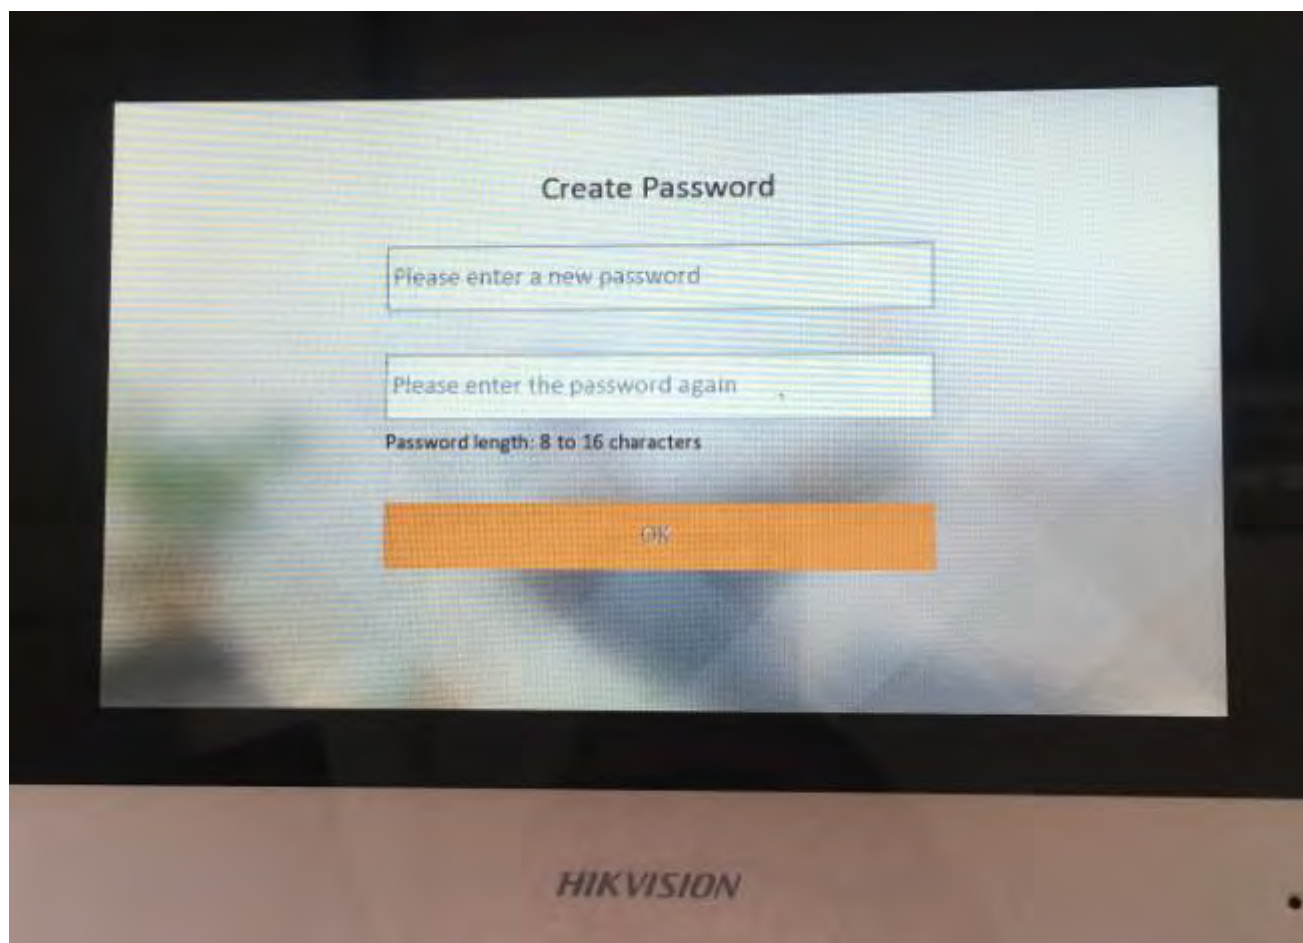 Create Password
Please enter a new password
Please enter the password again
Password length: 8 to 16 characters
OK
HIKVISION